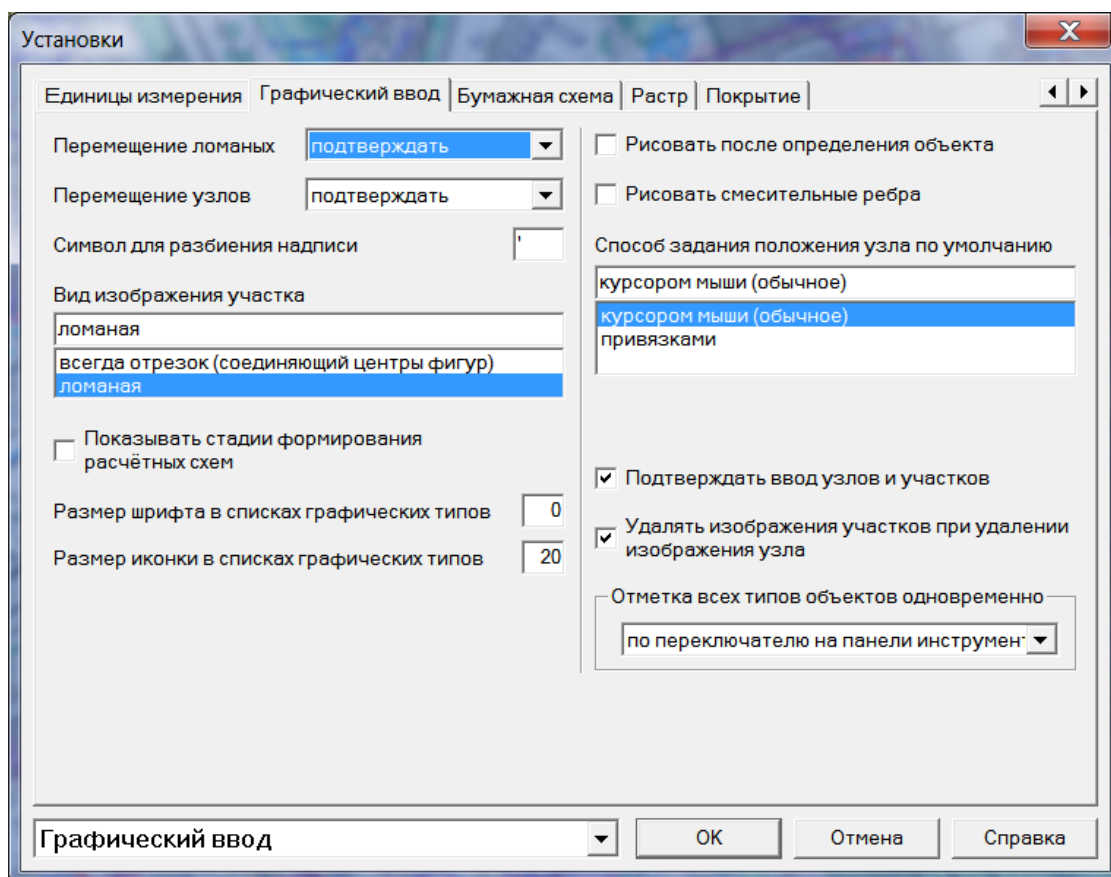 Установки
Единицы измерения
Графический ввод
Бумажная схема
Растр
Покрытие
Перемещение ломаных
подтверждать
Перемещение узлов
подтверждать
Символ для разбиения надписи
'
Вид изображения участка
ломаная
всегда отрезок (соединяющий центры фигур)
ломаная
Показывать стадии формирования
расчётных схем
Размер шрифта в списках графических типов
0
Размер иконки в списках графических типов
20
Рисовать после определения объекта
Рисовать смесительные ребра
Способ задания положения узла по умолчанию
курсором мыши (обычное)
курсором мыши (обычное)
привязками
Подтверждать ввод узлов и участков
Удалять изображения участков при удалении
изображения узла
Отметка всех типов объектов одновременно
по переключателю на панели инструмент
Графический ввод
ОК
Отмена
Справка